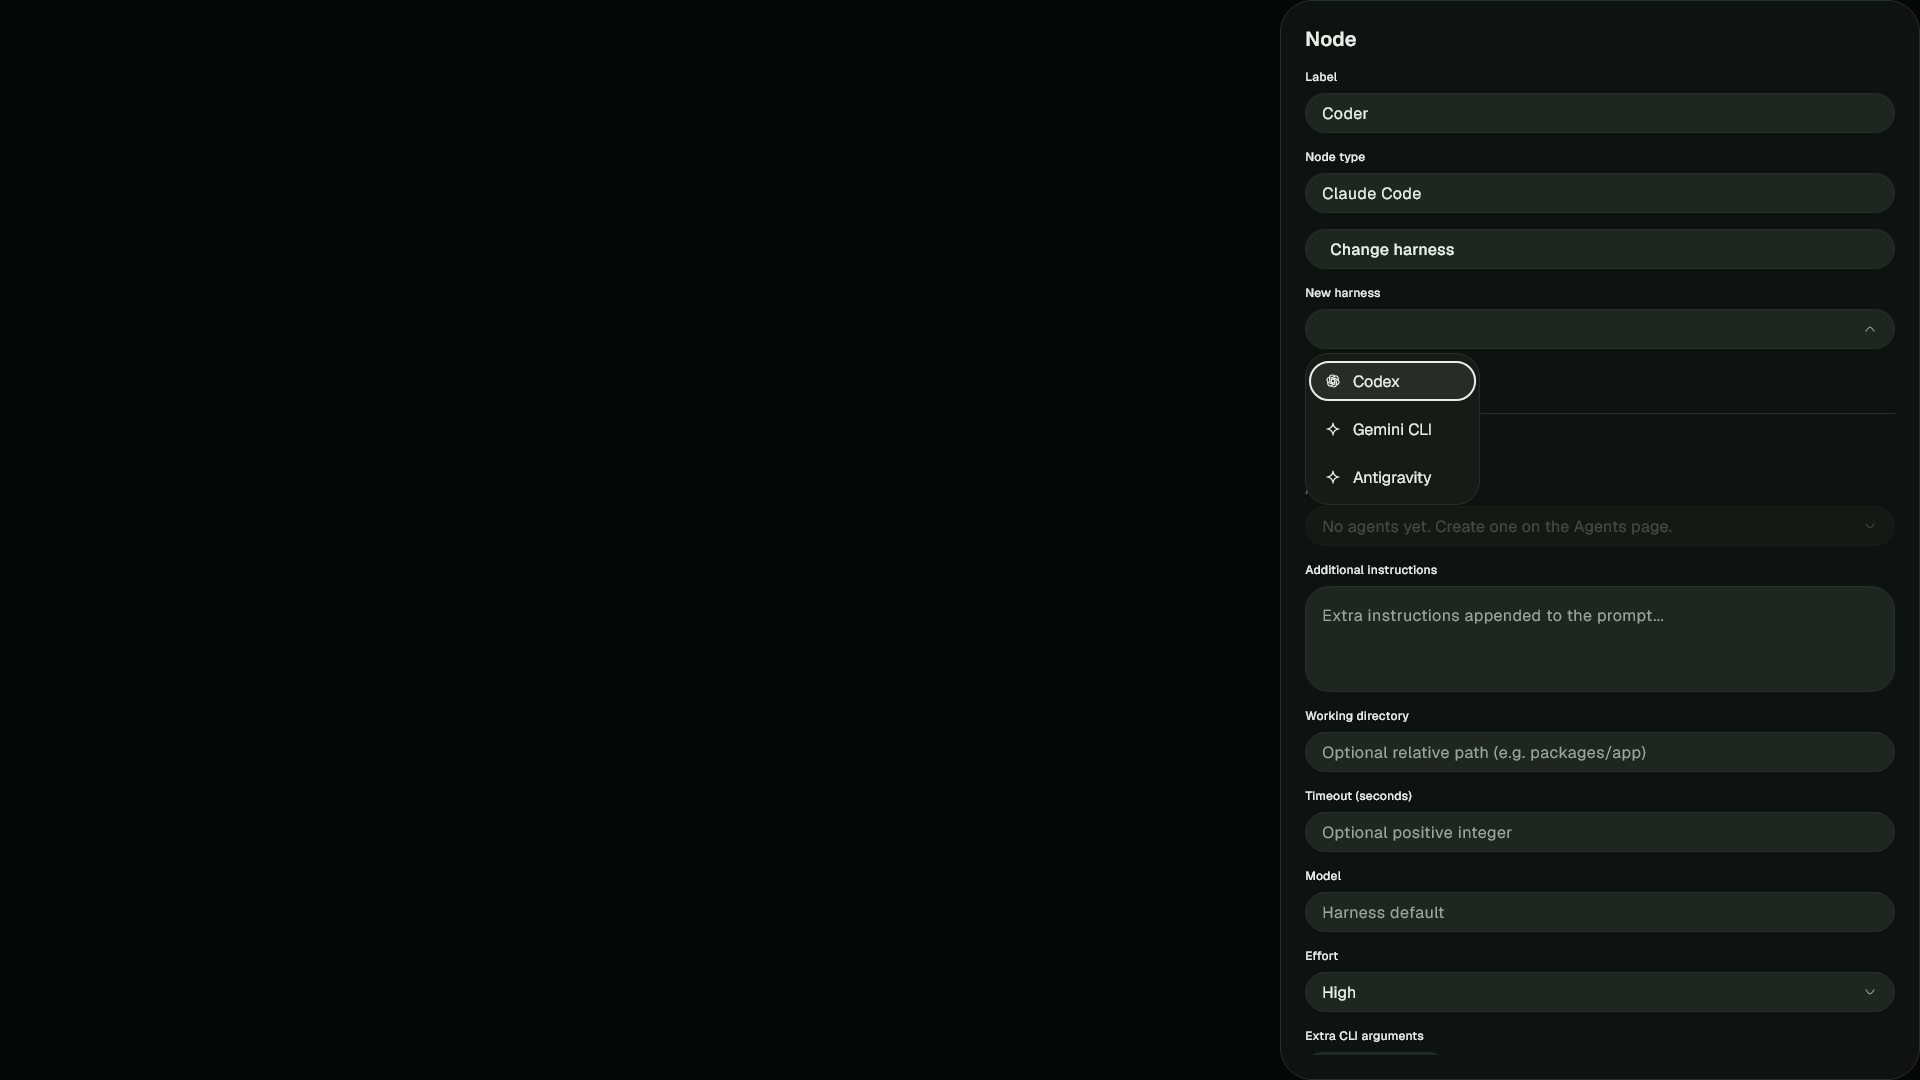 Node
Label
Coder
Node type
Claude Code
Change harness
New harness
Codex
Gemini CLI
Antigravity
No agents yet. Create one on the Agents page.
Additional instructions
Extra instructions appended to the prompt...
Working directory
Optional relative path (e.g. packages/app)
Timeout (seconds)
Optional positive integer
Model
Harness default
Effort
High
Extra CLI arguments